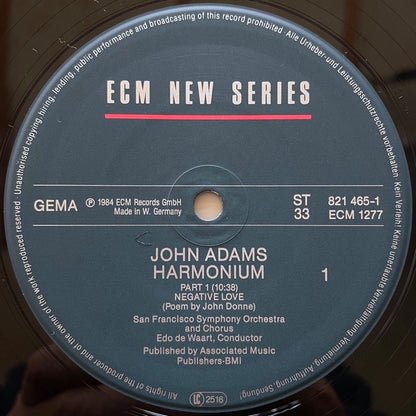 Unauthorised copying, hiring, lending, public performance and broadcasting of this record prohibited · Alle Urheber- und Leistungsschutzrechte vorbehalten · Kein Verleih! Keine unerlaubte Vervielfältigung, Vermietung, Aufführung, Sendung!
ECM NEW SERIES
GEMA
℗ 1984 ECM Records GmbH
Made in W. Germany
ST
33
821 465-1
ECM 1277
JOHN ADAMS
HARMONIUM
1
PART 1 (10:38)
NEGATIVE LOVE
(Poem by John Donne)
San Francisco Symphony Orchestra
and Chorus
Edo de Waart, Conductor
Published by Associated Music
Publishers-BMI
LC 2516
All rights of the producer and of the owner of the work reproduced reserved